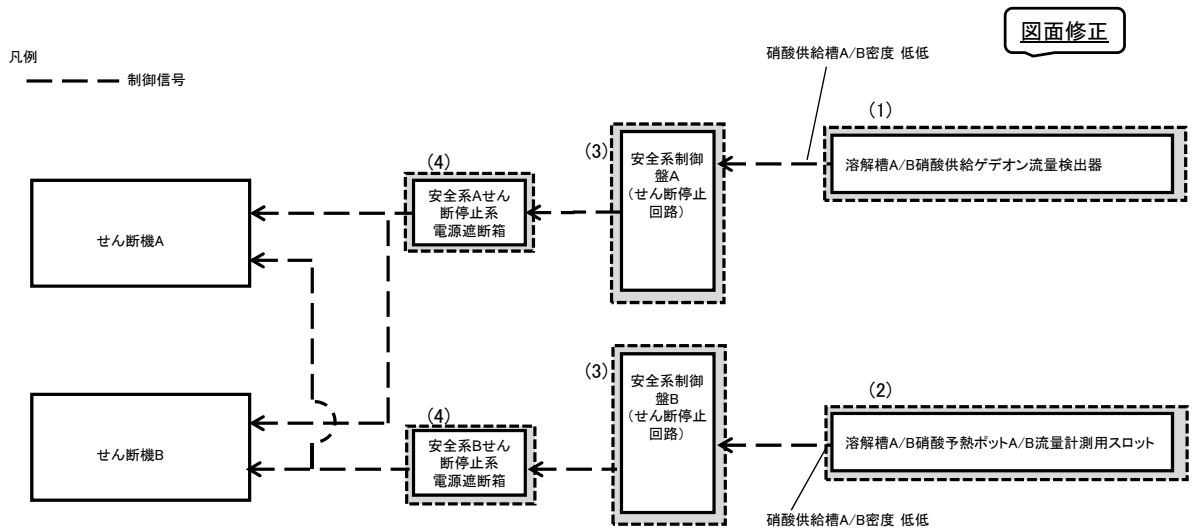 図面修正
凡例
制御信号
硝酸供給槽A/B密度 低低
(1)
溶解槽A/B硝酸供給ゲデオン流量検出器
(3)
安全系制御
盤A
(せん断停止
回路)
(4)
安全系Aせん
断停止系
電源遮断箱
せん断機A
(3)
安全系制御
盤B
(せん断停止
回路)
(2)
溶解槽A/B硝酸予熱ポットA/B流量計測用スロット
(4)
安全系Bせん
断停止系
電源遮断箱
せん断機B
硝酸供給槽A/B密度 低低